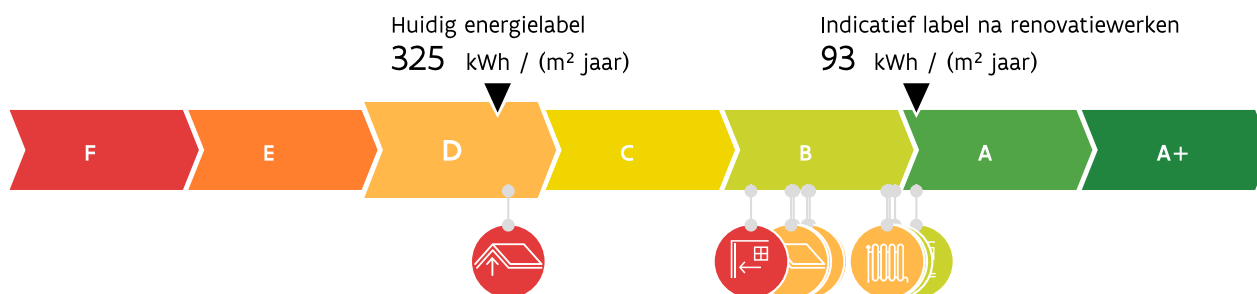 Huidig energielabel
325 kWh / (m² jaar)
Indicatief label na renovatiewerken
93 kWh / (m² jaar)
F E D C B A A+